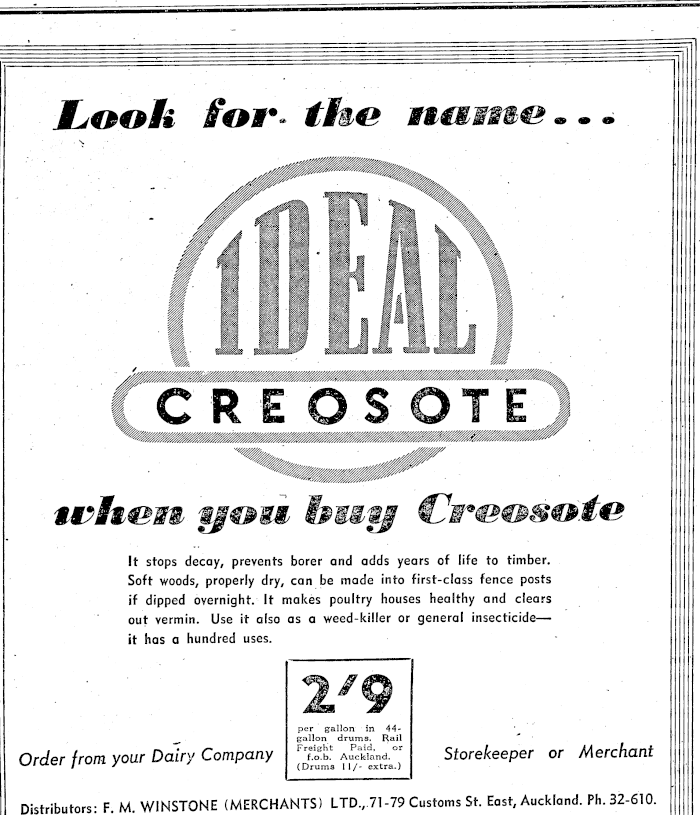 Look for the name...
IDEAL
CREOSOTE
when you buy Creosote
It stops decay, prevents borer and adds years of life to timber.
Soft woods, properly dry, can be made into first-class fence posts
if dipped overnight. It makes poultry houses healthy and clears
out vermin. Use it also as a weed-killer or general insecticide—
it has a hundred uses.
2/9
per gallon in 44-
gallon drums. Rail
Freight Paid, or
f.o.b. Auckland.
(Drums 11/- extra.)
Order from your Dairy Company
Storekeeper or Merchant
Distributors: F. M. WINSTONE (MERCHANTS) LTD., 71-79 Customs St. East, Auckland. Ph. 32-610.